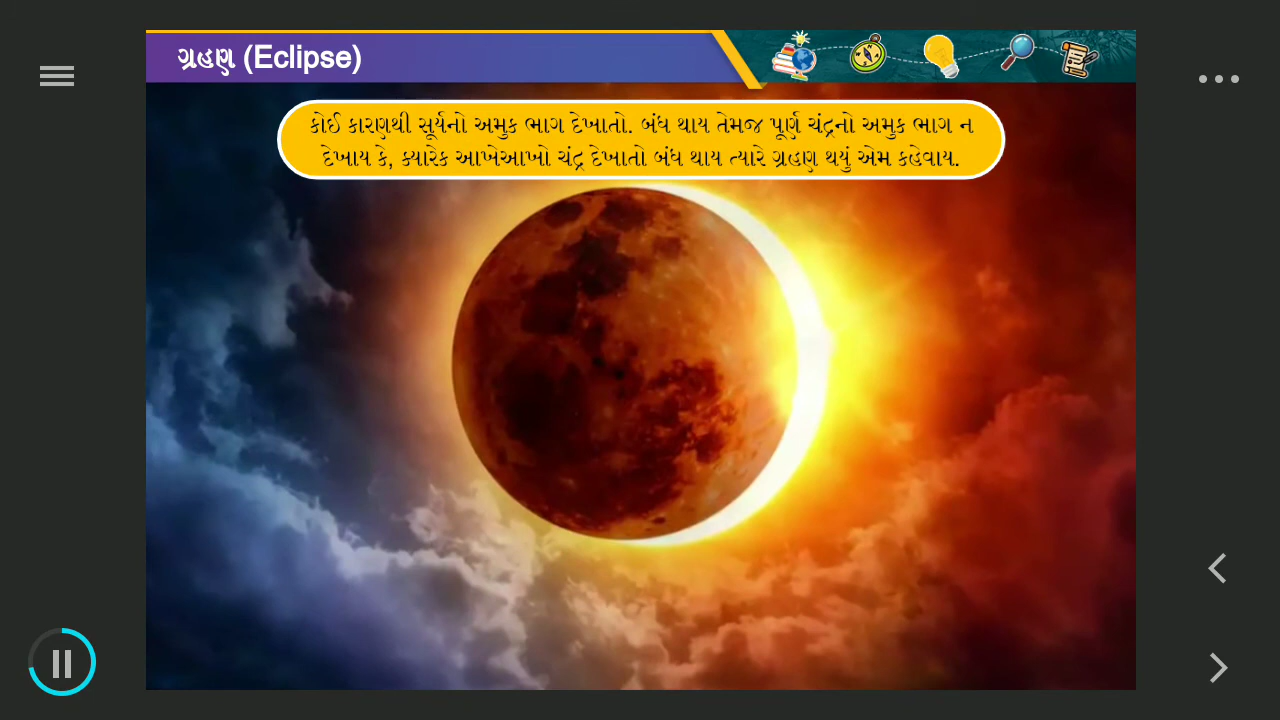 ગ્રહણ (Eclipse)
કોઈ કારણથી સૂર્યનો અમુક ભાગ દેખાતો. બંધ થાય તેમજ પૂર્ણ ચંદ્રનો અમુક ભાગ ન
દેખાય કે, ક્યારેક આખેઆખો ચંદ્ર દેખાતો બંધ થાય ત્યારે ગ્રહણ થયું એમ કહેવાય.